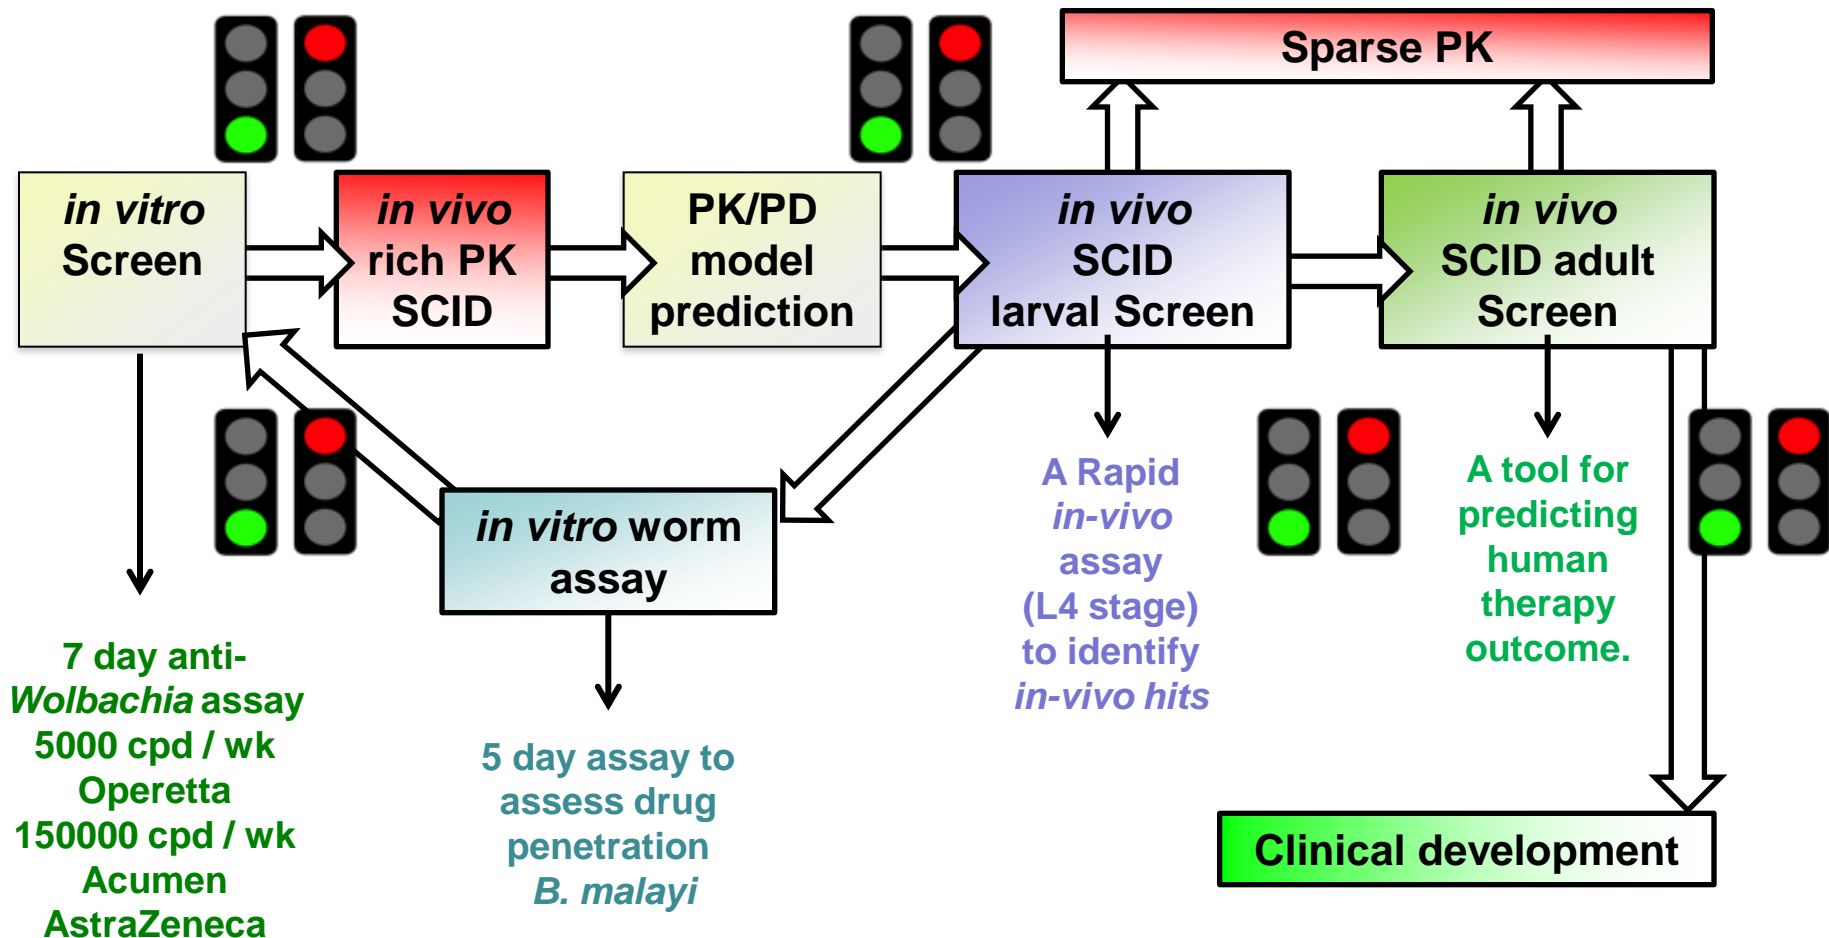 Sparse PK
in vitro
Screen
in vivo
rich PK
SCID
PK/PD
model
prediction
in vivo
SCID
larval Screen
in vivo
SCID adult
Screen
in vitro worm
assay
7 day anti-
Wolbachia assay
5000 cpd / wk
Operetta
150000 cpd / wk
Acumen
AstraZeneca
5 day assay to
assess drug
penetration
B. malayi
A Rapid
in-vivo
assay
(L4 stage)
to identify
in-vivo hits
A tool for
predicting
human
therapy
outcome.
Clinical development